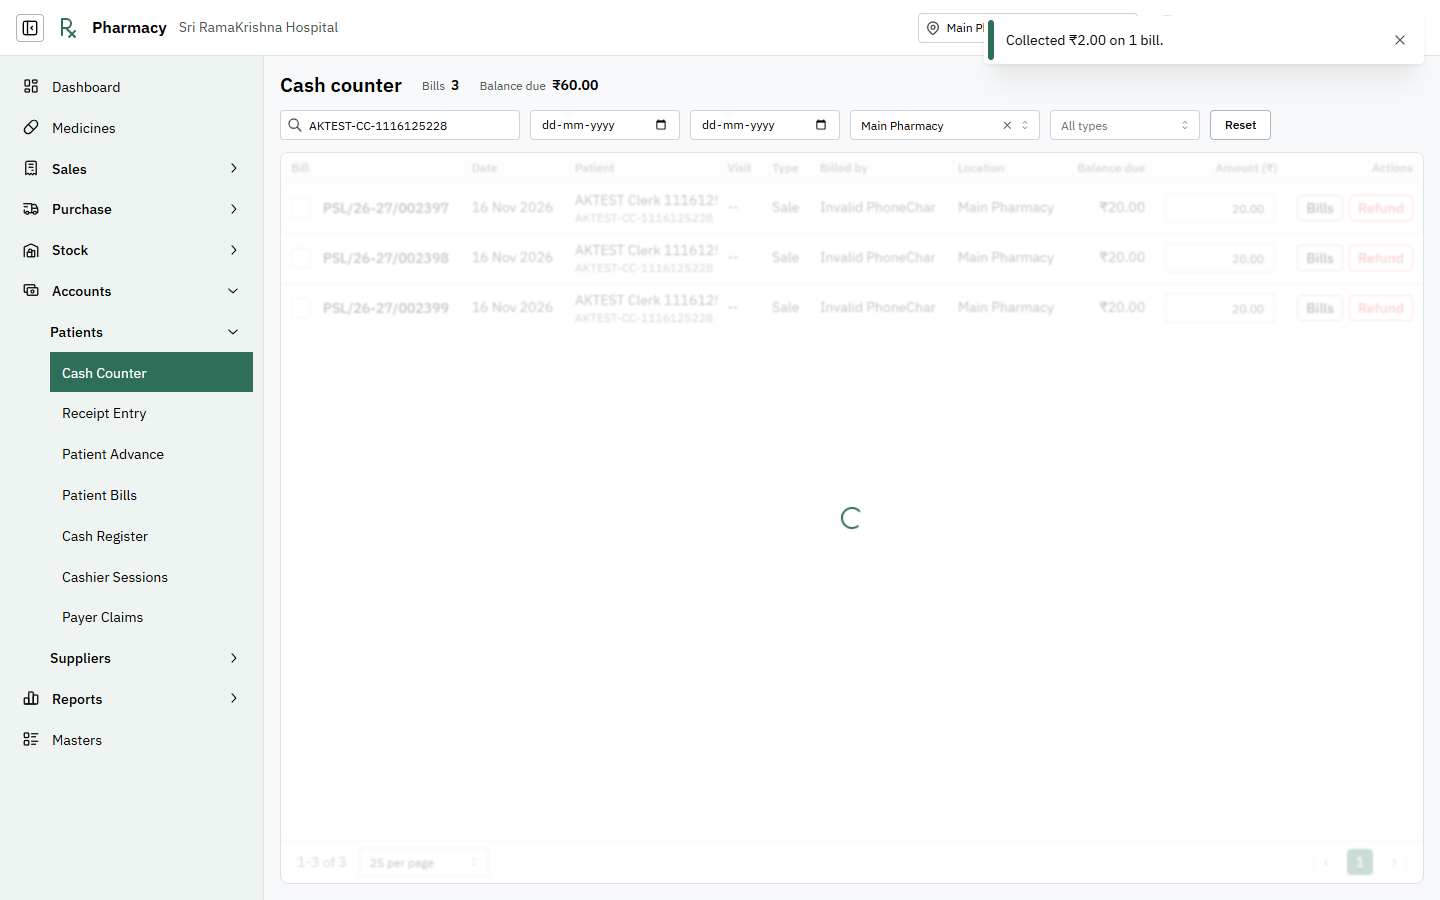 Pharmacy Sri RamaKrishna Hospital
Main P
Collected ₹2.00 on 1 bill.
Dashboard
Medicines
Sales
Purchase
Stock
Accounts
Patients
Cash Counter
Receipt Entry
Patient Advance
Patient Bills
Cash Register
Cashier Sessions
Payer Claims
Suppliers
Reports
Masters
Cash counter Bills 3 Balance due ₹60.00
AKTEST-CC-1116125228 dd-mm-yyyy dd-mm-yyyy Main Pharmacy All types Reset
Bill Date Patient Visit Type Billed by Location Balance due Amount (₹) Actions
PSL/26-27/002397 16 Nov 2026 AKTEST Clerk 111612 -- Sale Invalid PhoneChar Main Pharmacy ₹20.00 20.00 Bills Refund
AKTEST-CC-1116125228
PSL/26-27/002398 16 Nov 2026 AKTEST Clerk 111612 -- Sale Invalid PhoneChar Main Pharmacy ₹20.00 20.00 Bills Refund
AKTEST-CC-1116125228
PSL/26-27/002399 16 Nov 2026 AKTEST Clerk 111612 -- Sale Invalid PhoneChar Main Pharmacy ₹20.00 20.00 Bills Refund
AKTEST-CC-1116125228
1-3 of 3 25 per page 1